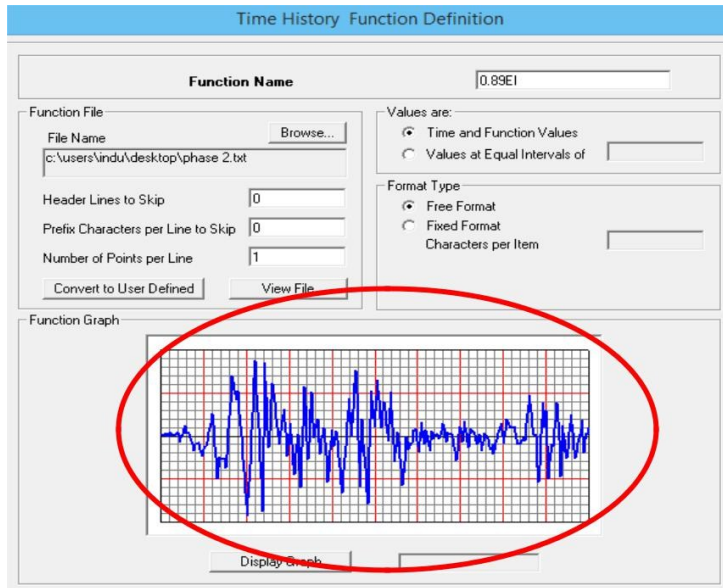 Time History Function Definition
Function Name
0.89EI
Function File
File Name
Browse...
c:\users\indu\desktop\phase 2.txt
Header Lines to Skip
0
Prefix Characters per Line to Skip
0
Number of Points per Line
1
Convert to User Defined
View File
Values are:
Time and Function Values
Values at Equal Intervals of
Format Type
Free Format
Fixed Format
Characters per Item
Function Graph
Display Graph